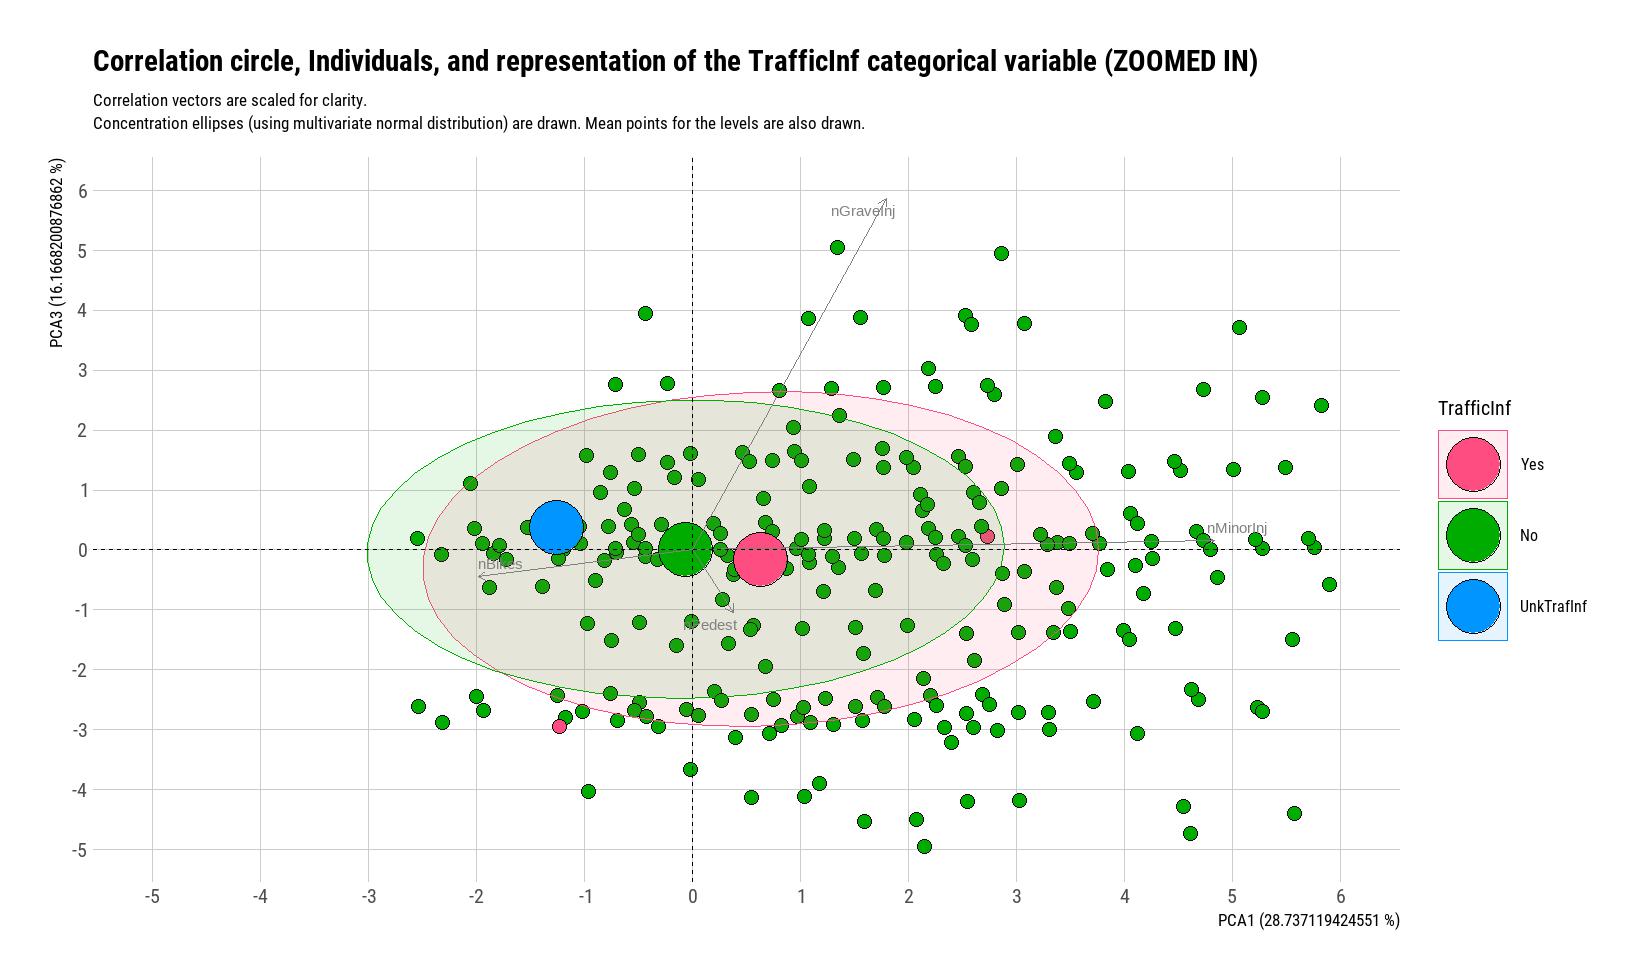 Correlation circle, Individuals, and representation of the TrafficInf categorical variable (ZOOMED IN)
Correlation vectors are scaled for clarity.
Concentration ellipses (using multivariate normal distribution) are drawn. Mean points for the levels are also drawn.
PCA3 (16.1668200876862 %)
6
5
4
3
2
1
0
-1
-2
-3
-4
-5
nGraveInj
nMinorInj
nBikes
nPedest
TrafficInf
Yes
No
UnkTrafInf
-5
-4
-3
-2
-1
0
1
2
3
4
5
6
PCA1 (28.737119424551 %)